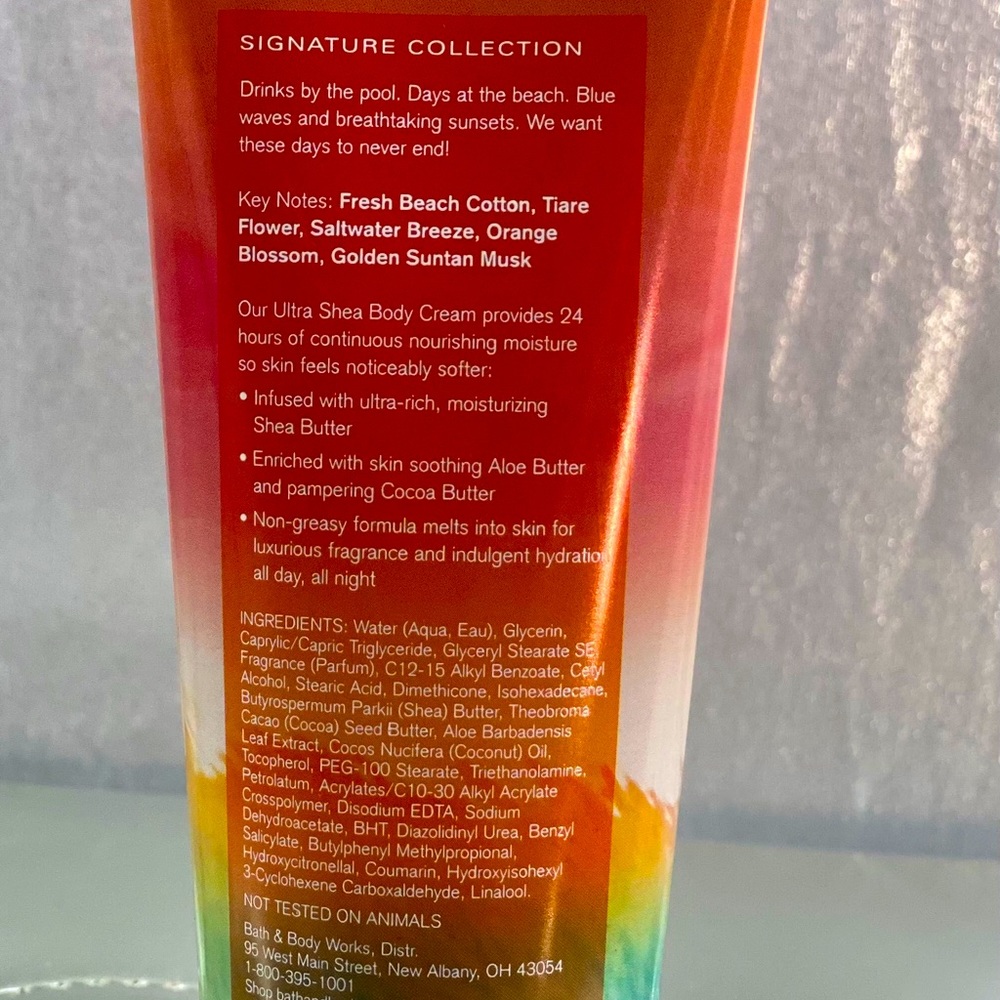 SIGNATURE COLLECTION
Drinks by the pool. Days at the beach. Blue
waves and breathtaking sunsets. We want
these days to never end!
Key Notes: Fresh Beach Cotton, Tiare
Flower, Saltwater Breeze, Orange
Blossom, Golden Suntan Musk
Our Ultra Shea Body Cream provides 24
hours of continuous nourishing moisture
so skin feels noticeably softer:
• Infused with ultra-rich, moisturizing
Shea Butter
• Enriched with skin soothing Aloe Butter
and pampering Cocoa Butter
• Non-greasy formula melts into skin for
luxurious fragrance and indulgent hydration
all day, all night
INGREDIENTS: Water (Aqua, Eau), Glycerin,
Caprylic/Capric Triglyceride, Glyceryl Stearate SE,
Fragrance (Parfum), C12-15 Alkyl Benzoate, Cetyl
Alcohol, Stearic Acid, Dimethicone, Isohexadecane,
Butyrospermum Parkii (Shea) Butter, Theobroma
Cacao (Cocoa) Seed Butter, Aloe Barbadensis
Leaf Extract, Cocos Nucifera (Coconut) Oil,
Tocopherol, PEG-100 Stearate, Triethanolamine,
Petrolatum, Acrylates/C10-30 Alkyl Acrylate
Crosspolymer, Disodium EDTA, Sodium
Dehydroacetate, BHT, Diazolidinyl Urea, Benzyl
Salicylate, Butylphenyl Methylpropional,
Hydroxycitronellal, Coumarin, Hydroxyisohexyl
3-Cyclohexene Carboxaldehyde, Linalool.
NOT TESTED ON ANIMALS
Bath & Body Works, Distr.
95 West Main Street, New Albany, OH 43054
1-800-395-1001
Shop